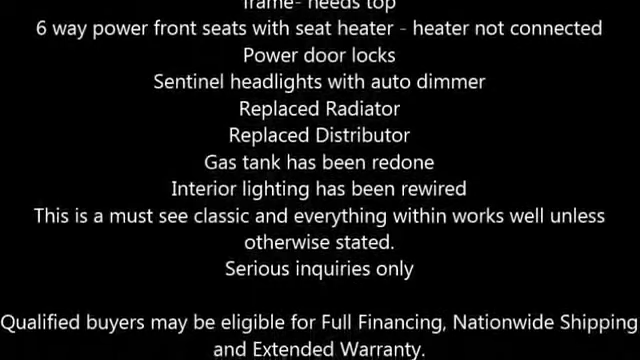 frame- needs top
6 way power front seats with seat heater - heater not connected
Power door locks
Sentinel headlights with auto dimmer
Replaced Radiator
Replaced Distributor
Gas tank has been redone
Interior lighting has been rewired
This is a must see classic and everything within works well unless
otherwise stated.
Serious inquiries only
Qualified buyers may be eligible for Full Financing, Nationwide Shipping
and Extended Warranty.